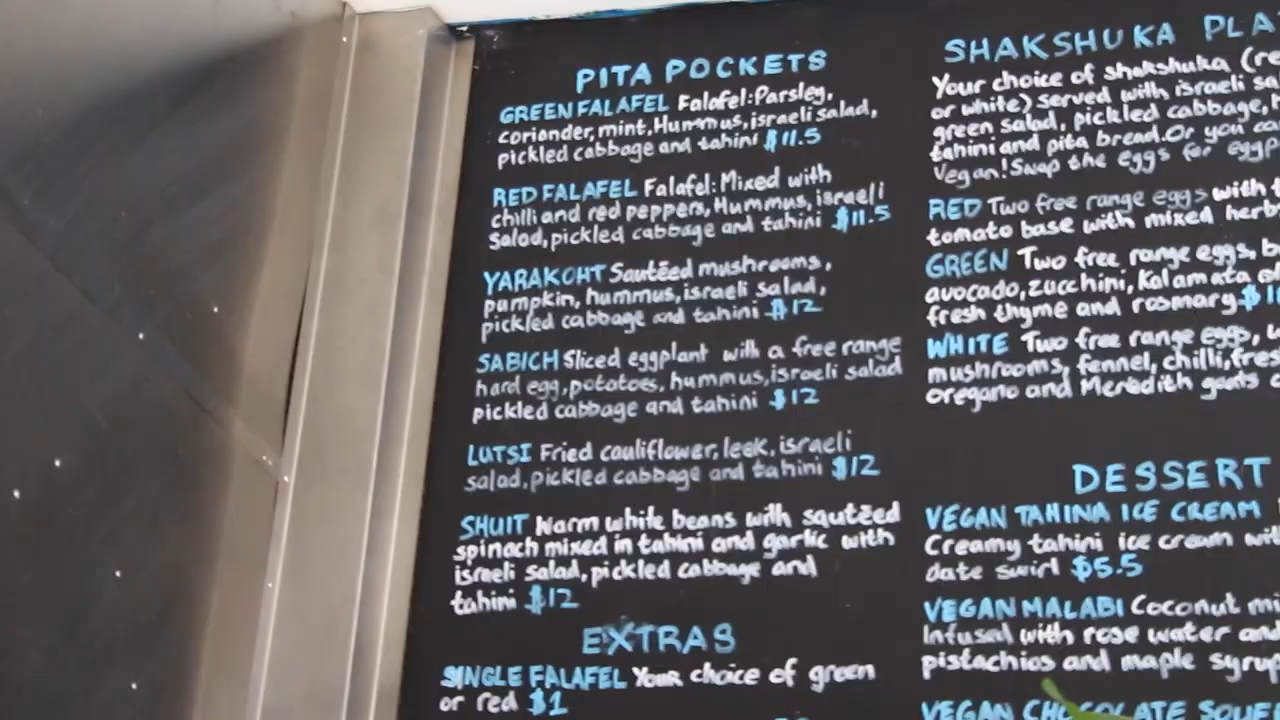 PITA POCKETS
GREEN FALAFEL Falafel: Parsley,
coriander, mint, Hummus, israeli salad,
pickled cabbage and tahini $11.5
RED FALAFEL Falafel: Mixed with
chilli and red peppers, Hummus, israeli
salad, pickled cabbage and tahini $11.5
YARAKOHT Sautéed mushrooms,
pumpkin, hummus, israeli salad,
pickled cabbage and tahini $12
SABICH Sliced eggplant with a free range
hard egg, potatoes, hummus, israeli salad
pickled cabbage and tahini $12
LUTSI Fried cauliflower, leek, israeli
salad, pickled cabbage and tahini $12
SHUIT Warm white beans with sautéed
spinach mixed in tahini and garlic with
israeli salad, pickled cabbage and
tahini $12
EXTRAS
SINGLE FALAFEL Your choice of green
or red $1
SHAKSHUKA
Your choice of shakshuka
or white) served with israeli
green salad, pickled cabbage,
tahini and pita bread. Or you
Vegan! Swap the eggs for
RED Two free range eggs with
tomato base with mixed
GREEN Two free range eggs,
avocado, zucchini, Kalamata
fresh thyme and rosmary
WHITE Two free range eggs,
mushrooms, fennel, chilli,
oregano and Meredith goats
DESSERT
VEGAN TAHINA ICE CREAM
Creamy tahini ice cream
date swirl $5.5
VEGAN MALABI Coconut
Infused with rose water and
pistachios and maple syrup
VEGAN CHOCOLATE